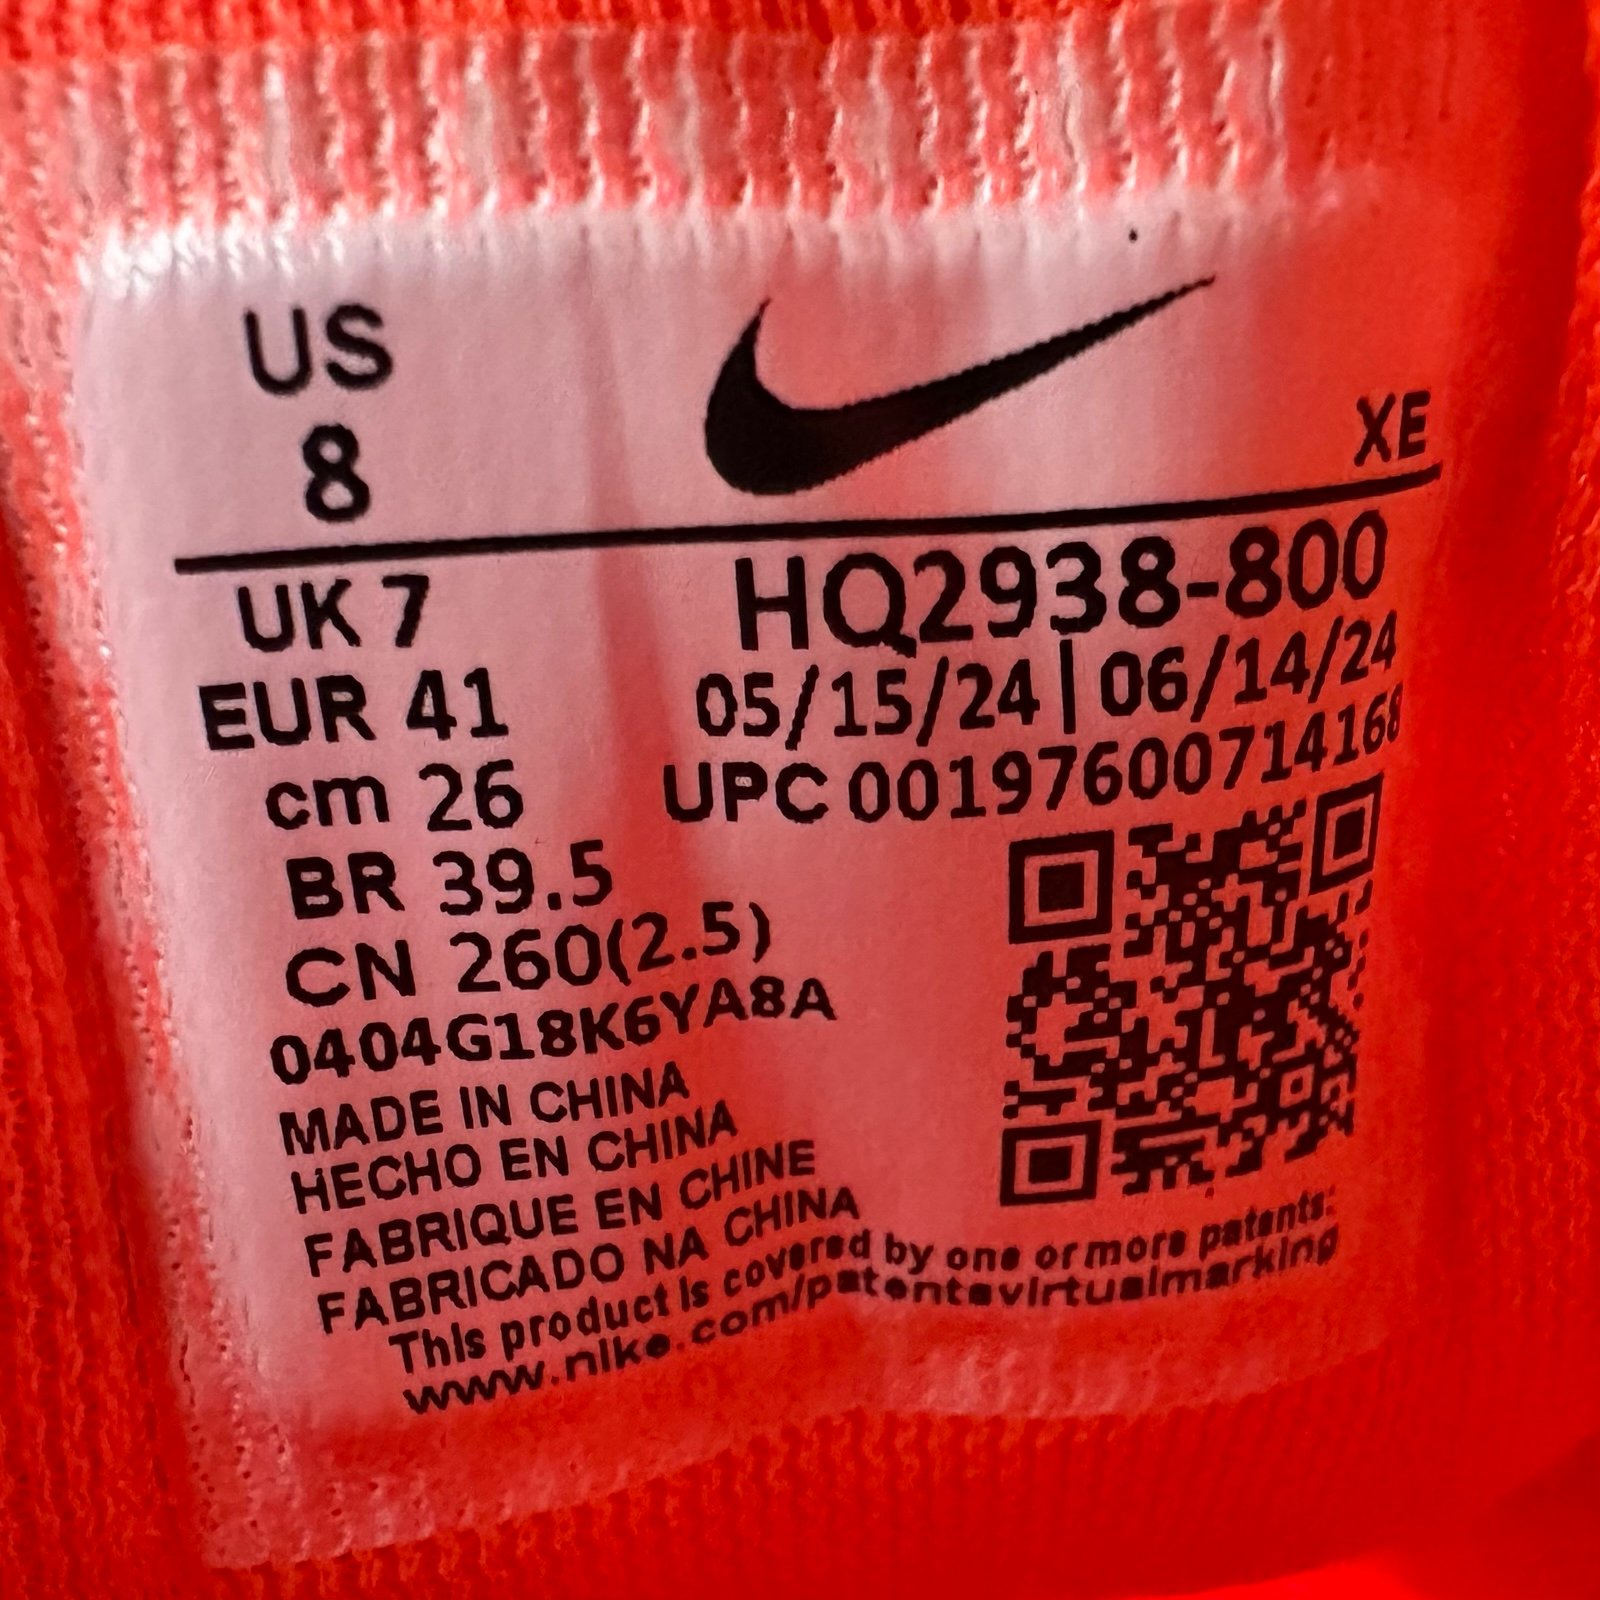 US
8
XE
UK 7
EUR 41
cm 26
BR 39.5
CN 260(2.5)
HQ2938-800
05/15/24 | 06/14/24
UPC 00197600714168
0404G18K6YA8A
MADE IN CHINA
HECHO EN CHINA
FABRIQUE EN CHINE
FABRICADO NA CHINA
This product is covered by one or more patents:
www.nike.com/patentsvirtualmarking